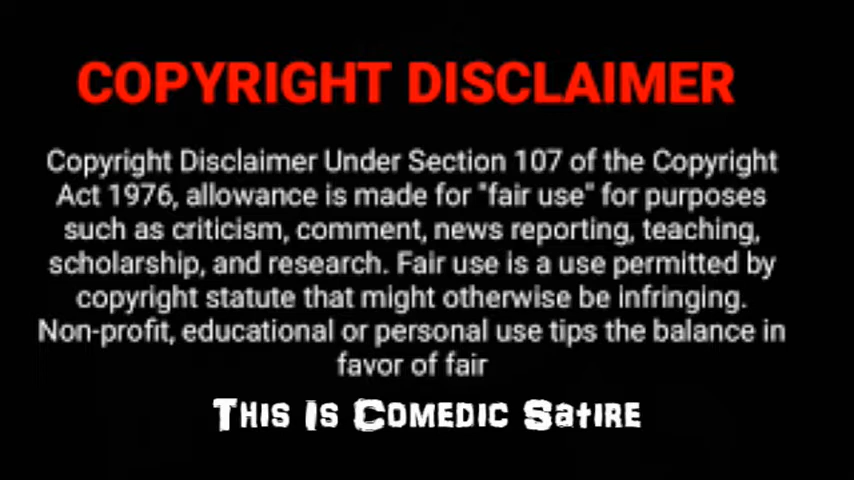 COPYRIGHT DISCLAIMER
Copyright Disclaimer Under Section 107 of the Copyright
Act 1976, allowance is made for "fair use" for purposes
such as criticism, comment, news reporting, teaching,
scholarship, and research. Fair use is a use permitted by
copyright statute that might otherwise be infringing.
Non-profit, educational or personal use tips the balance in
favor of fair
This Is Comedic Satire